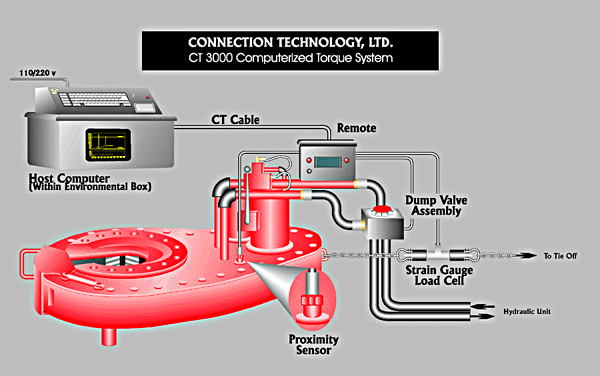 CONNECTION TECHNOLOGY, LTD.
CT 3000 Computerized Torque System
110/220 v
CT Cable
Remote
Host Computer
(Within Environmental Box)
Dump Valve
Assembly
To Tie Off
Strain Gauge
Load Cell
Hydraulic Unit
Proximity
Sensor